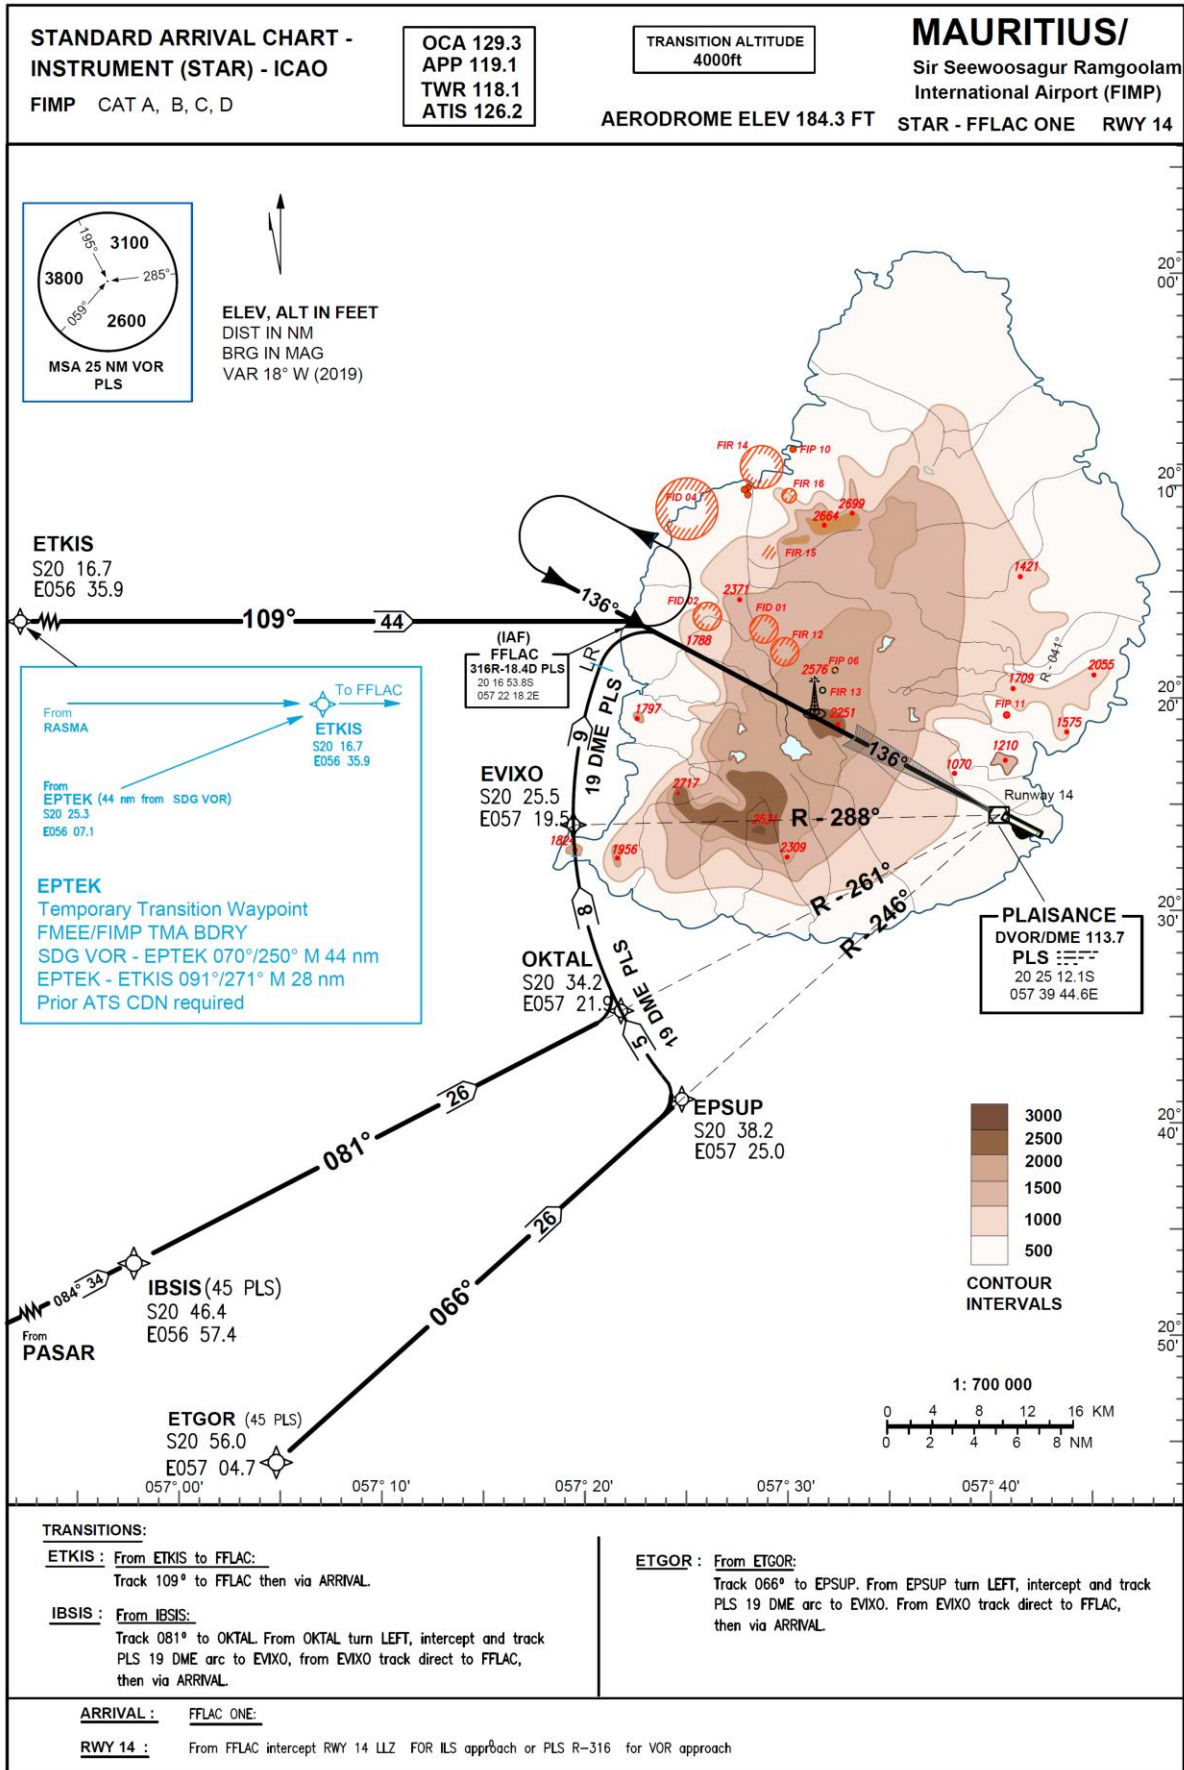 STANDARD ARRIVAL CHART -
INSTRUMENT (STAR) - ICAO
FIMP CAT A, B, C, D
OCA 129.3
APP 119.1
TWR 118.1
ATIS 126.2
TRANSITION ALTITUDE
4000ft
AERODROME ELEV 184.3 FT
MAURITIUS/
Sir Seewoosagur Ramgoolam
International Airport (FIMP)
STAR - FFLAC ONE RWY 14
195°
3100
3800
285°
059°
2600
MSA 25 NM VOR
PLS
ELEV, ALT IN FEET
DIST IN NM
BRG IN MAG
VAR 18° W (2019)
20°
00'
20°
10'
20°
20'
20°
30'
20°
40'
20°
50'
FIR 14
FIP 10
FID 04
FIR 16
2699
2664
FIR 15
1421
2371
FID 02
FID 01
1788
FIR 12
2576
FIP 06
FIR 13
2251
R - 041°
2055
1709
FIP 11
1575
1210
1070
1797
2717
2531
2309
1824
1956
ETKIS
S20 16.7
E056 35.9
109°
44
136°
(IAF)
FFLAC
316R-18.4D PLS
20 16 53.8S
057 22 18.2E
LR
19 DME PLS
9
136°
Runway 14
From
RASMA
To FFLAC
ETKIS
S20 16.7
E056 35.9
From
EPTEK (44 nm from SDG VOR)
S20 25.3
E056 07.1
EPTEK
Temporary Transition Waypoint
FMEE/FIMP TMA BDRY
SDG VOR - EPTEK 070°/250° M 44 nm
EPTEK - ETKIS 091°/271° M 28 nm
Prior ATS CDN required
EVIXO
S20 25.5
E057 19.5
R - 288°
R - 261°
R - 246°
PLAISANCE
DVOR/DME 113.7
PLS
20 25 12.1S
057 39 44.6E
8
OKTAL
S20 34.2
E057 21.9
19 DME PLS
5
EPSUP
S20 38.2
E057 25.0
26
081°
26
066°
084° 34
From
PASAR
IBSIS (45 PLS)
S20 46.4
E056 57.4
ETGOR (45 PLS)
S20 56.0
E057 04.7
3000
2500
2000
1500
1000
500
CONTOUR
INTERVALS
1: 700 000
0 4 8 12 16 KM
0 2 4 6 8 NM
057° 00' 057° 10' 057° 20' 057° 30' 057° 40'
TRANSITIONS:
ETKIS : From ETKIS to FFLAC:
Track 109° to FFLAC then via ARRIVAL.
IBSIS : From IBSIS:
Track 081° to OKTAL. From OKTAL turn LEFT, intercept and track
PLS 19 DME arc to EVIXO, from EVIXO track direct to FFLAC,
then via ARRIVAL.
ETGOR : From ETGOR:
Track 066° to EPSUP. From EPSUP turn LEFT, intercept and track
PLS 19 DME arc to EVIXO. From EVIXO track direct to FFLAC,
then via ARRIVAL.
ARRIVAL : FFLAC ONE:
RWY 14 : From FFLAC intercept RWY 14 LLZ FOR ILS approach or PLS R-316 for VOR approach